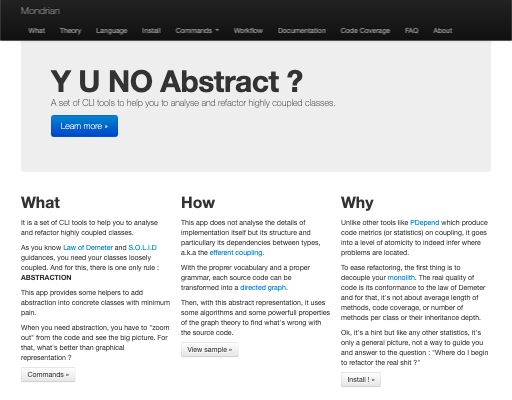 Mondrian
What Theory Language Install Commands Workflow Documentation Code Coverage FAQ About
Y U NO Abstract ?
A set of CLI tools to help you to analyse and refactor highly coupled classes.
Learn more »
What
It is a set of CLI tools to help you to analyse
and refactor highly coupled classes.
As you know Law of Demeter and S.O.L.I.D
guidances, you need your classes loosely
coupled. And for this, there is one only rule :
ABSTRACTION
This app provides some helpers to add
abstraction into concrete classes with minimum
pain.
When you need abstraction, you have to "zoom
out" from the code and see the big picture. For
that, what's better than graphical
representation ?
Commands »
How
This app does not analyse the details of
implementation itself but its structure and
particullary its dependencies between types,
a.k.a the efferent coupling.
With the proper vocabulary and a proper
grammar, each source code can be
transformed into a directed graph.
Then, with this abstract representation, it uses
some algorithms and some powerfull properties
of the graph theory to find what's wrong with
the source code.
View sample »
Why
Unlike other tools like PDepend which produce
code metrics (or statistics) on coupling, it goes
into a level of atomicity to indeed infer where
problems are located.
To ease refactoring, the first thing is to
decouple your monolith. The real quality of
code is its conformance to the law of Demeter
and for that, it's not about average length of
methods, code coverage, or number of
methods per class or their inheritance depth.
Ok, it's a hint but like any other statistics, it's
only a general picture, not a way to guide you
and answer to the question : "Where do I begin
to refactor the real shit ?"
Install ! »